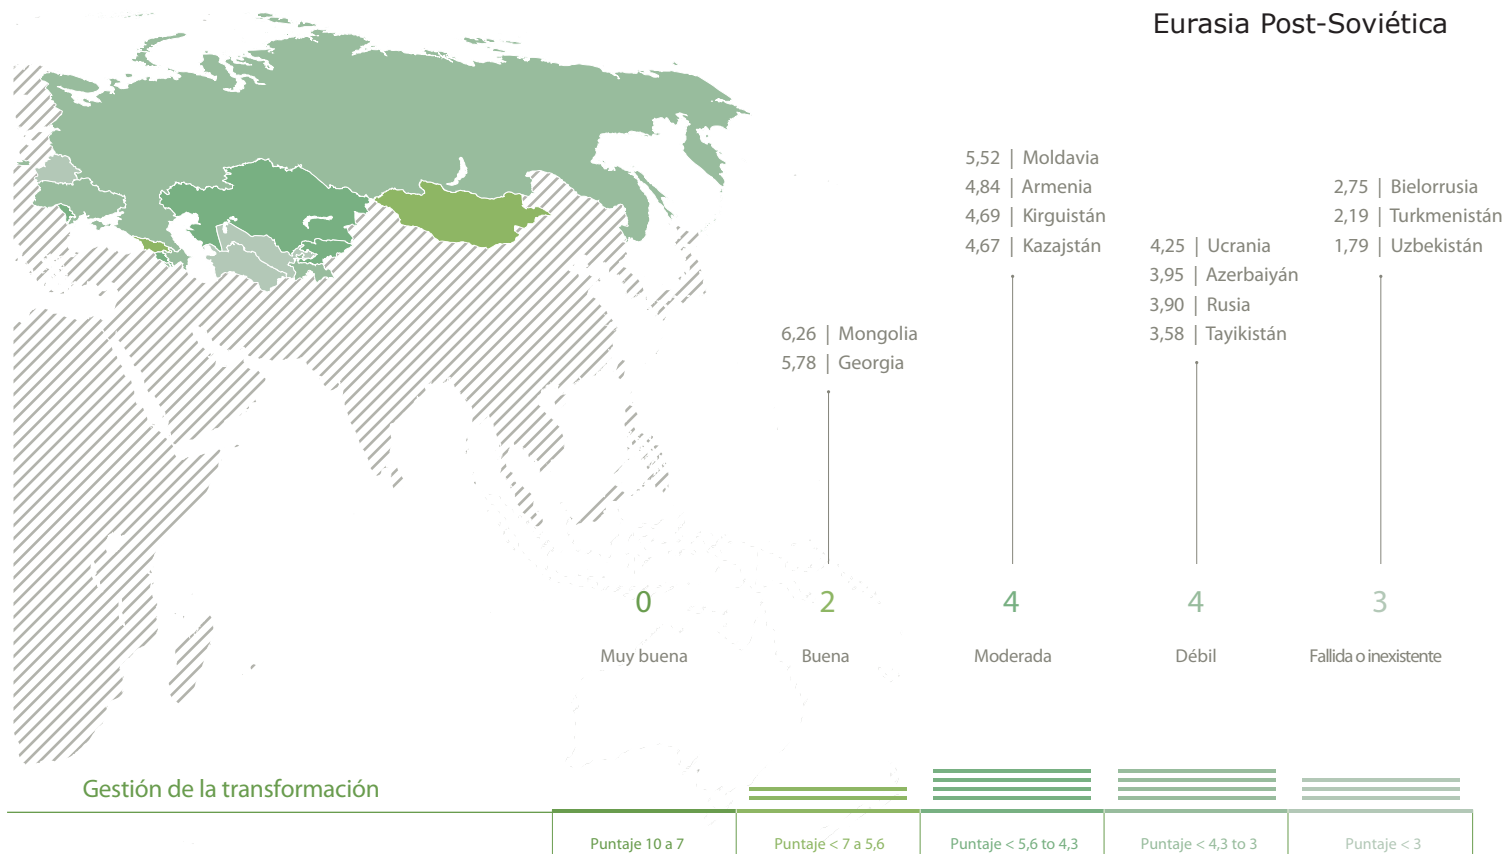 Eurasia Post-Soviética
6,26 | Mongolia
5,78 | Georgia
5,52 | Moldavia
4,84 | Armenia
4,69 | Kirguistán
4,67 | Kazajstán
4,25 | Ucrania
3,95 | Azerbaiyán
3,90 | Rusia
3,58 | Tayikistán
2,75 | Bielorrusia
2,19 | Turkmenistán
1,79 | Uzbekistán
0 2 4 4 3
Muy buena Buena Moderada Débil Fallida o inexistente
Gestión de la transformación
Puntaje 10 a 7 Puntaje < 7 a 5,6 Puntaje < 5,6 to 4,3 Puntaje < 4,3 to 3 Puntaje < 3